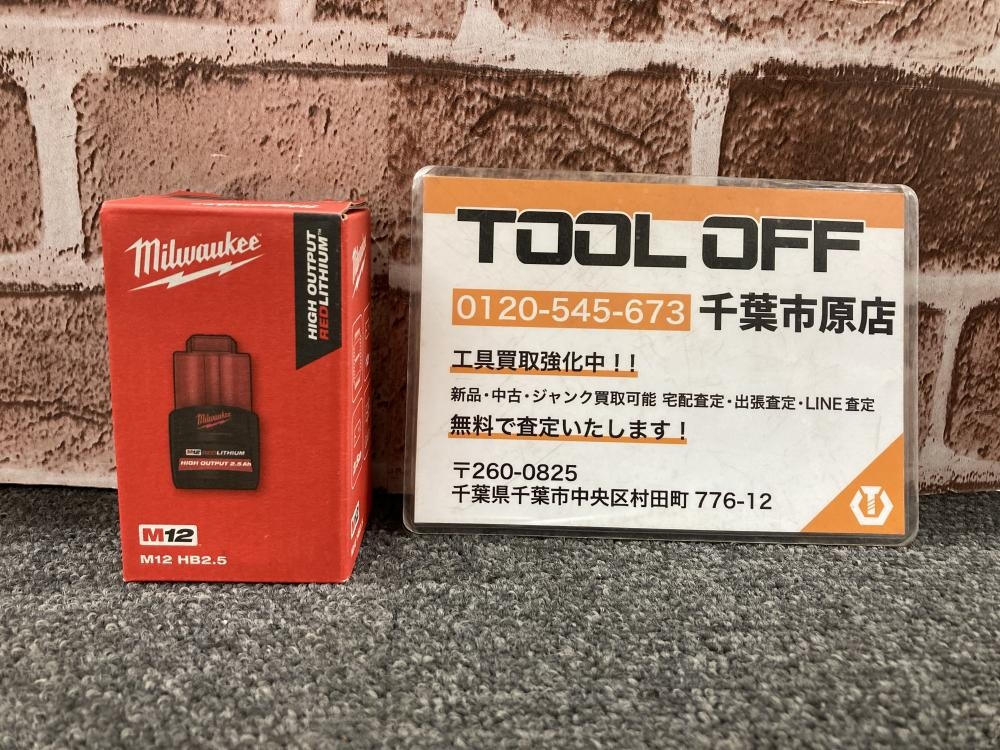 Milwaukee
HIGH OUTPUT
REDLITHIUM™
Milwaukee
M12 REDLITHIUM
HIGH OUTPUT 2.5Ah
M12
M12 HB2.5
TOOL OFF
0120-545-673 千葉市原店
工具買取強化中！！
新品・中古・ジャンク買取可能 宅配査定・出張査定・LINE査定
無料で査定いたします！
〒260-0825
千葉県千葉市中央区村田町 776-12